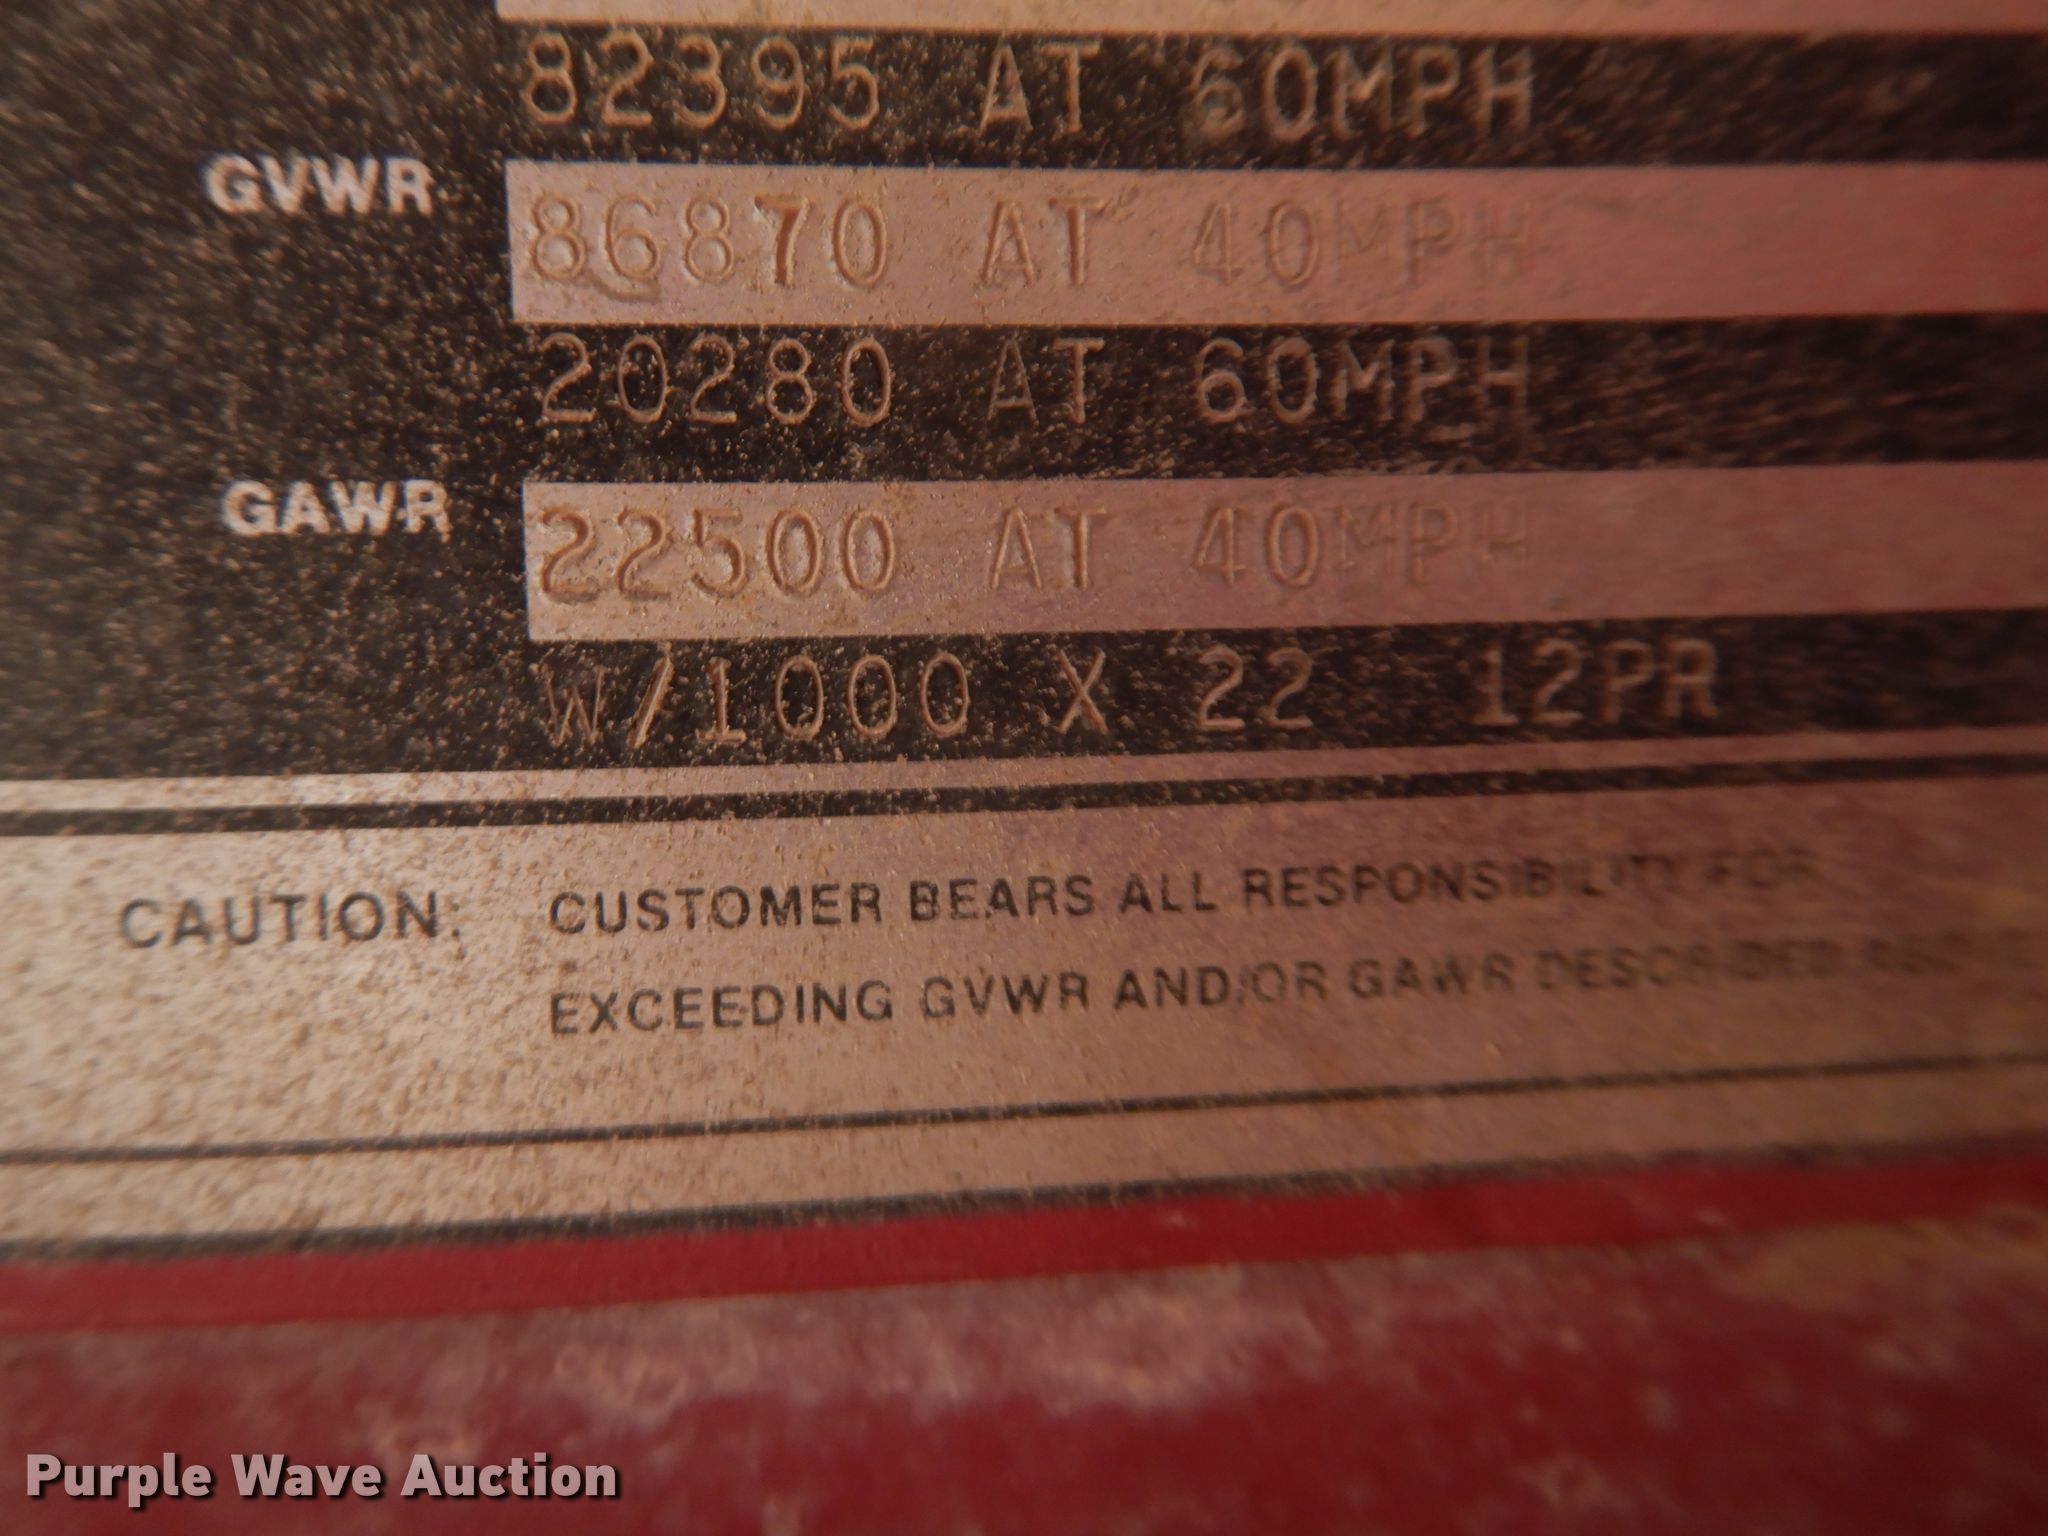 82395 AT 60MPH
GVWR 86870 AT 40MPH
20280 AT 60MPH
GAWR 22500 AT 40MPH
W/1000 X 22 12PR
CAUTION: CUSTOMER BEARS ALL RESPONSIBILITY FOR
EXCEEDING GVWR AND/OR GAWR DESCRIBED
Purple Wave Auction